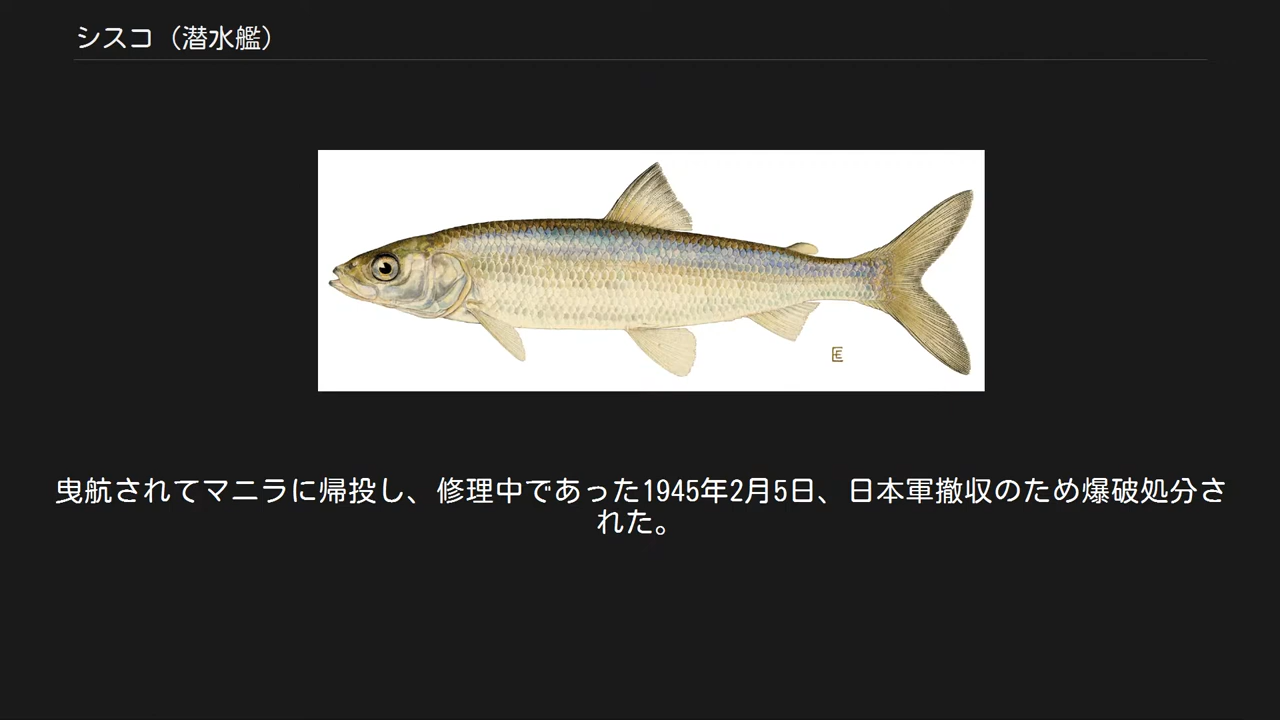 シスコ（潜水艦）
曳航されてマニラに帰投し、修理中であった1945年2月5日、日本軍撤収のため爆破処分さ
れた。